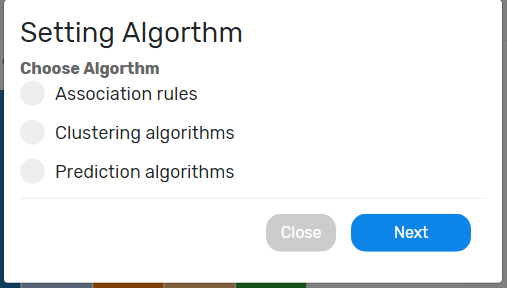 Setting Algorthm
Choose Algorthm
Association rules
Clustering algorithms
Prediction algorithms
Close
Next